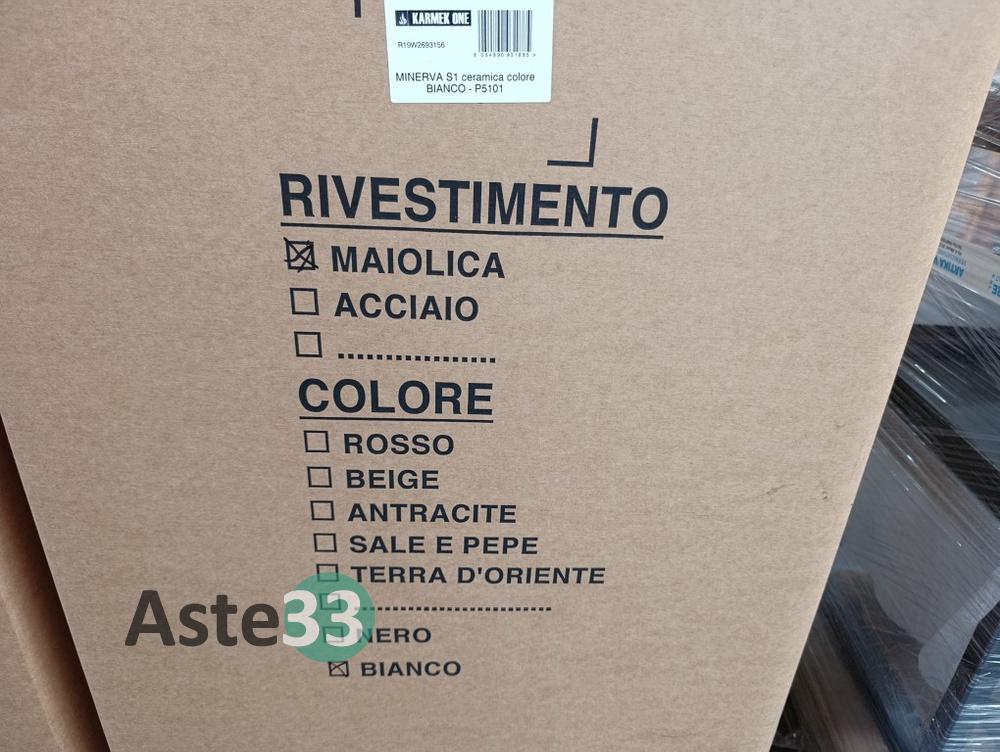 KARMEK ONE
R19W2693156
MINERVA S1 ceramica colore
BIANCO - P5101
RIVESTIMENTO
MAIOLICA
ACCIAIO
..................
COLORE
ROSSO
BEIGE
ANTRACITE
SALE E PEPE
TERRA D'ORIENTE
..............................
NERO
BIANCO
Aste33
ARTIKA